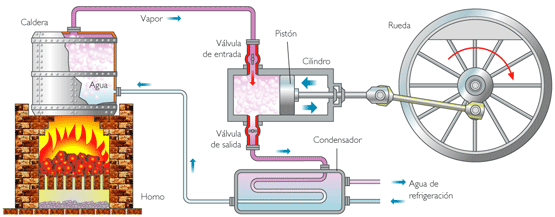 Caldera
Vapor
Válvula
de entrada
Pistón
Cilindro
Rueda
Agua
Válvula
de salida
Condensador
Horno
Agua de
refrigeración